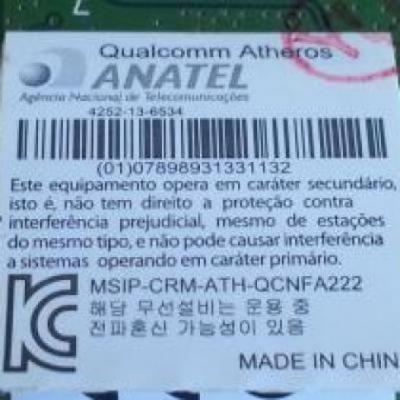 Qualcomm Atheros
ANATEL
Agência Nacional de Telecomunicações
4252-13-6534
(01)07898931331132
Este equipamento opera em caráter secundário,
isto é, não tem direito a proteção contra
interferência prejudicial, mesmo de estações
do mesmo tipo, e não pode causar interferência
a sistemas operando em caráter primário.
MSIP-CRM-ATH-QCNFA222
해당 무선설비는 운용 중
전파혼신 가능성이 있음
MADE IN CHIN